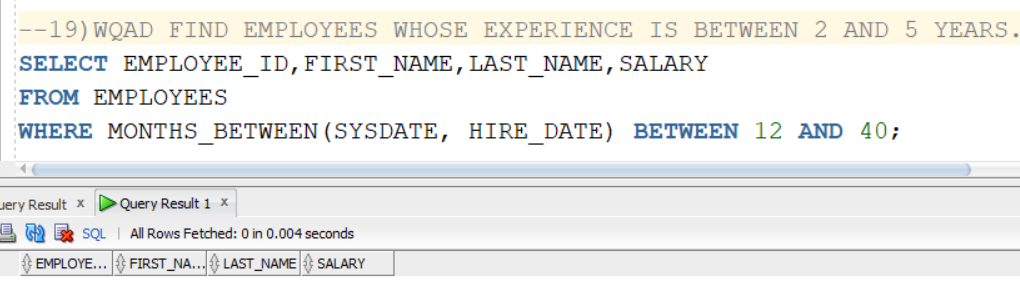 --19)WQAD FIND EMPLOYEES WHOSE EXPERIENCE IS BETWEEN 2 AND 5 YEARS.
SELECT EMPLOYEE_ID,FIRST_NAME,LAST_NAME,SALARY
FROM EMPLOYEES
WHERE MONTHS_BETWEEN(SYSDATE, HIRE_DATE) BETWEEN 12 AND 40;
uery Result x Query Result 1 x
SQL | All Rows Fetched: 0 in 0.004 seconds
EMPLOYE... FIRST_NA... LAST_NAME SALARY